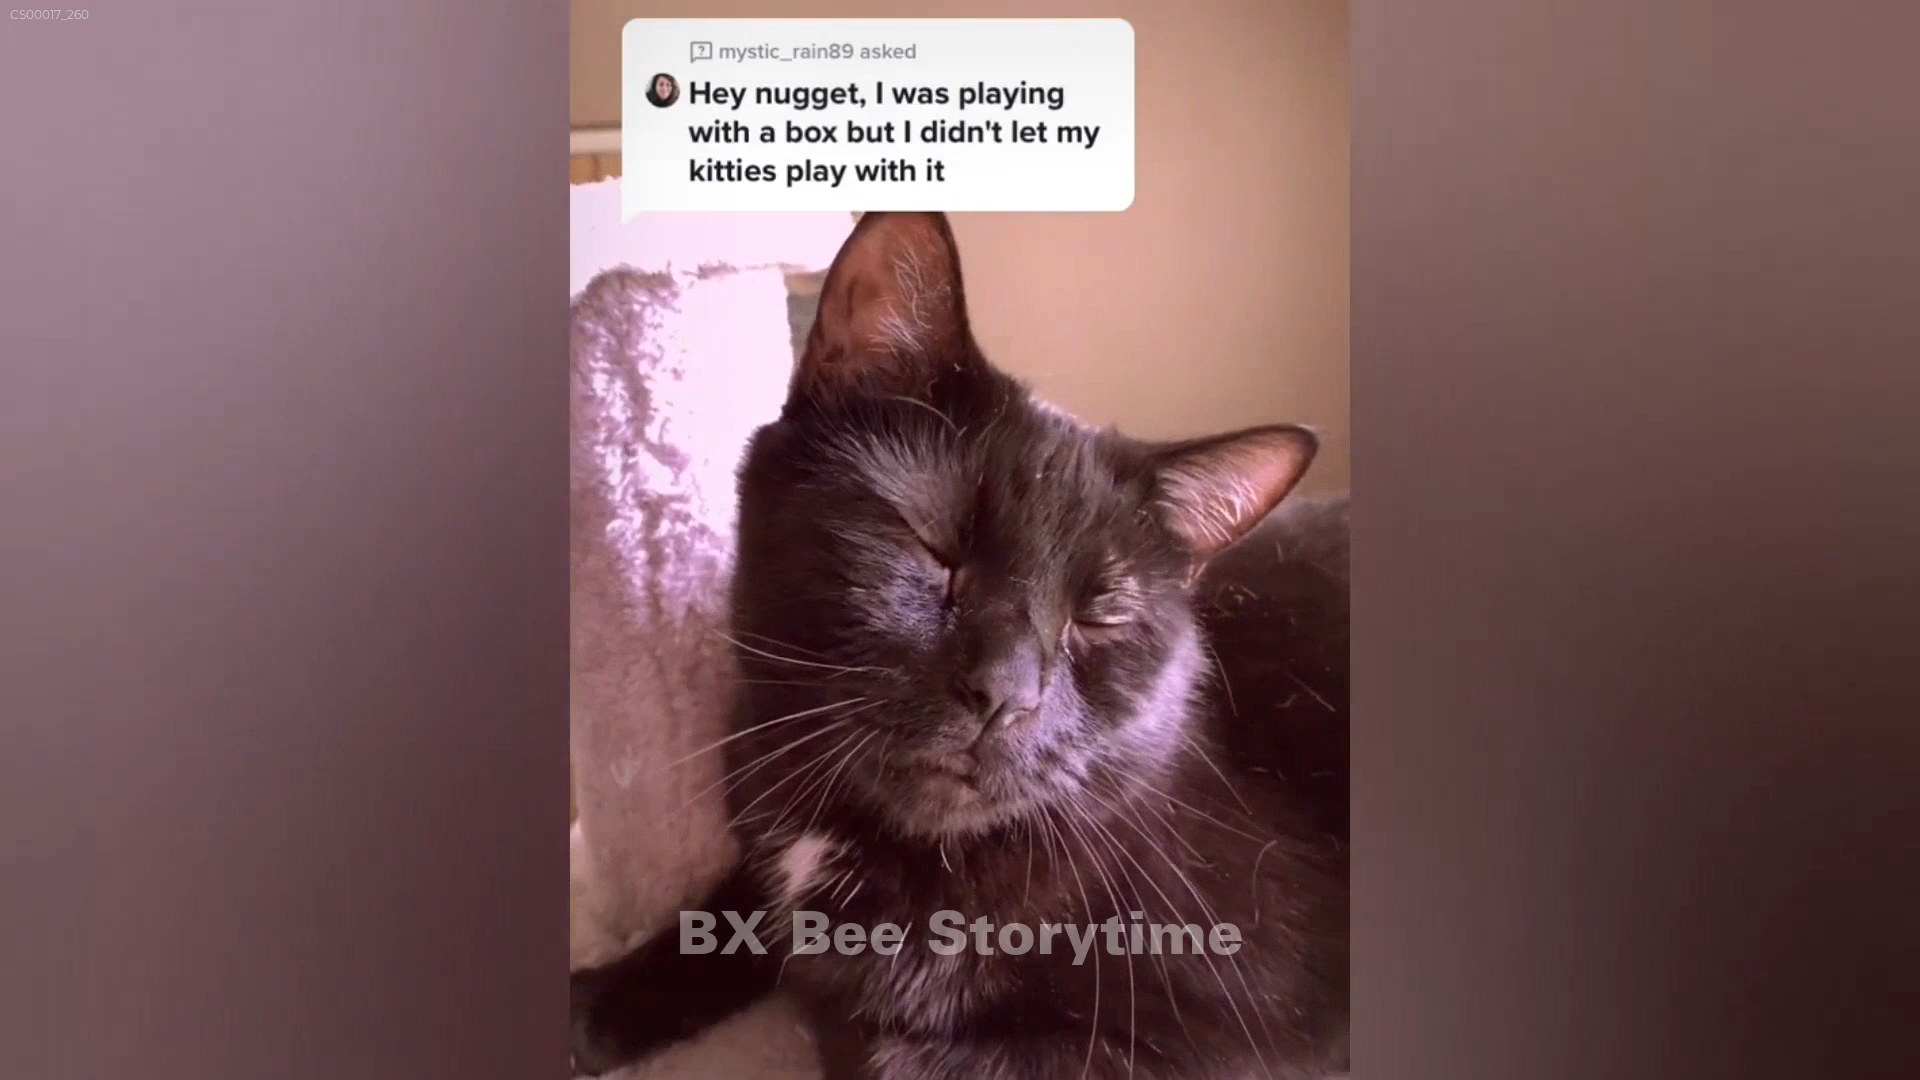 CS00017_260
mystic_rain89 asked
Hey nugget, I was playing
with a box but I didn't let my
kitties play with it
BX Bee Storytime